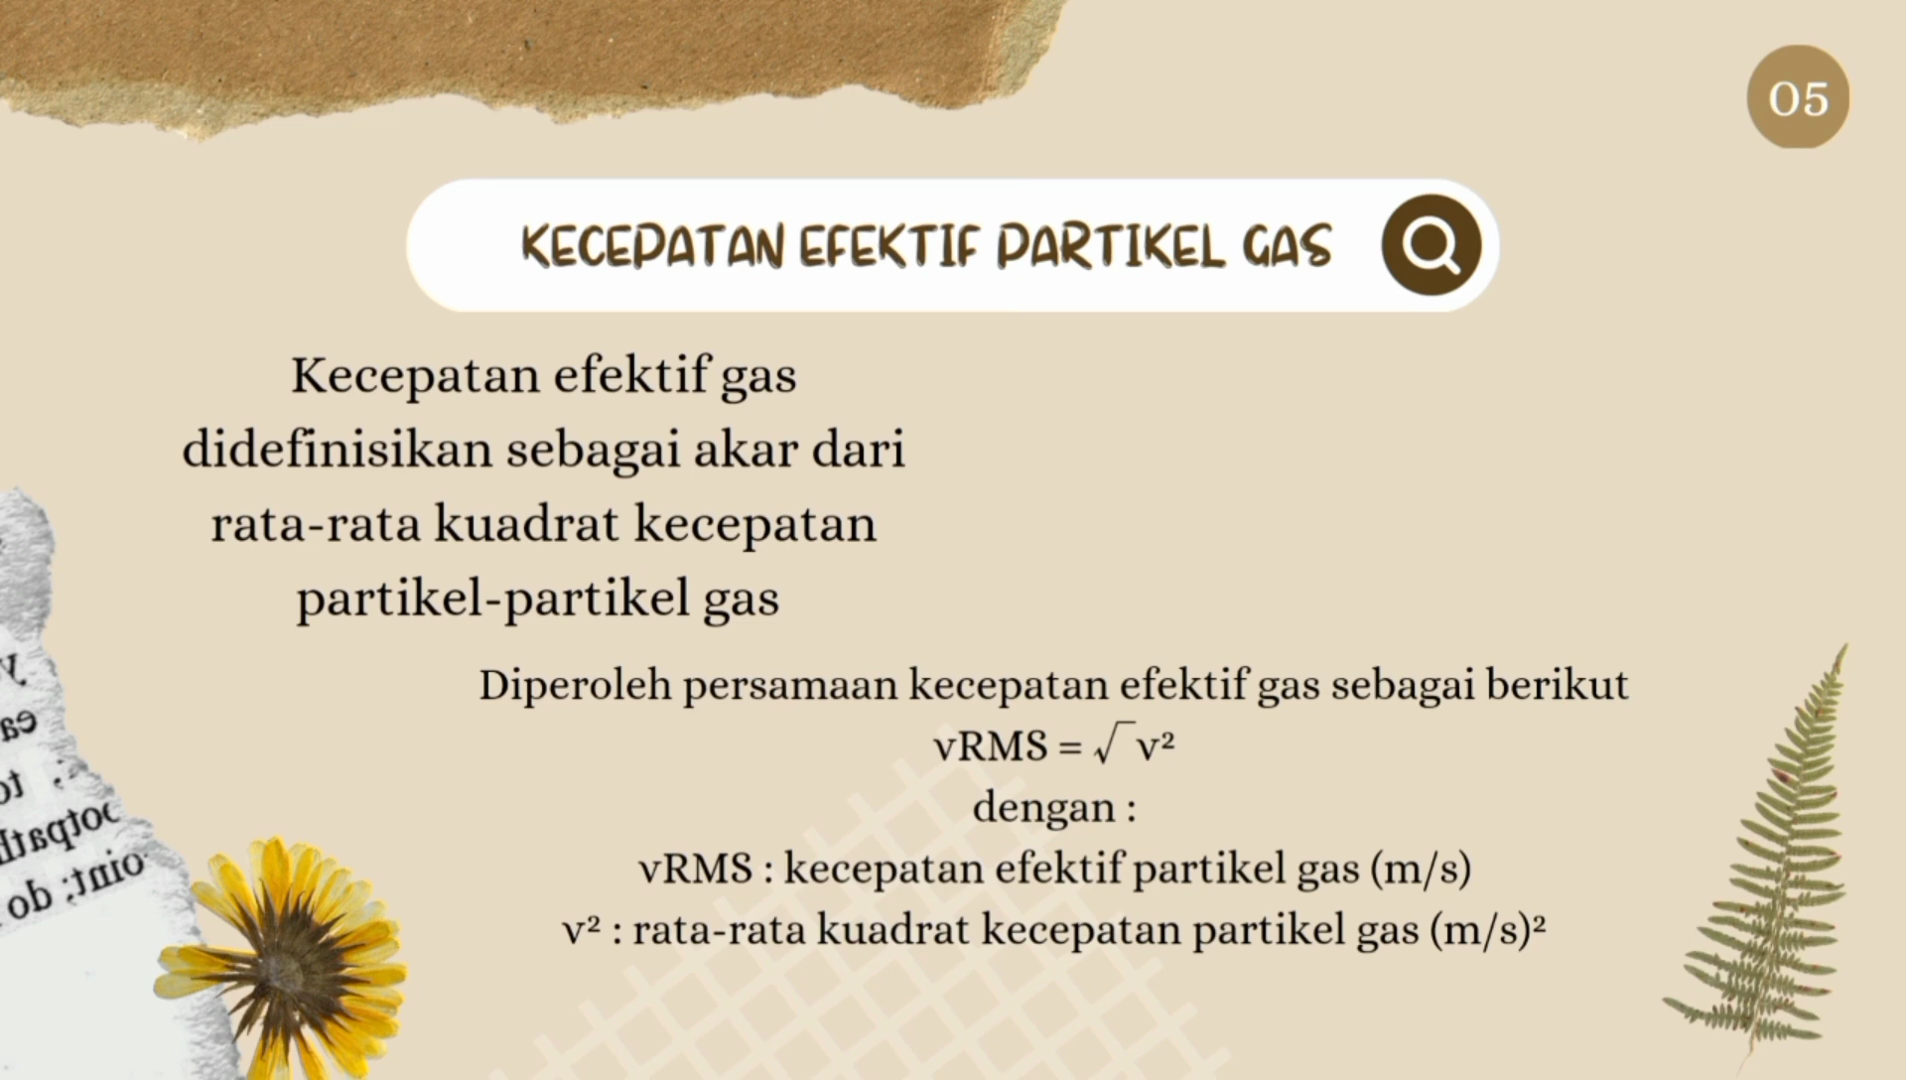 05
KECEPATAN EFEKTIF PARTIKEL GAS
Kecepatan efektif gas
didefinisikan sebagai akar dari
rata-rata kuadrat kecepatan
partikel-partikel gas
Diperoleh persamaan kecepatan efektif gas sebagai berikut
vRMS = √ v²
dengan :
vRMS : kecepatan efektif partikel gas (m/s)
v² : rata-rata kuadrat kecepatan partikel gas (m/s)²